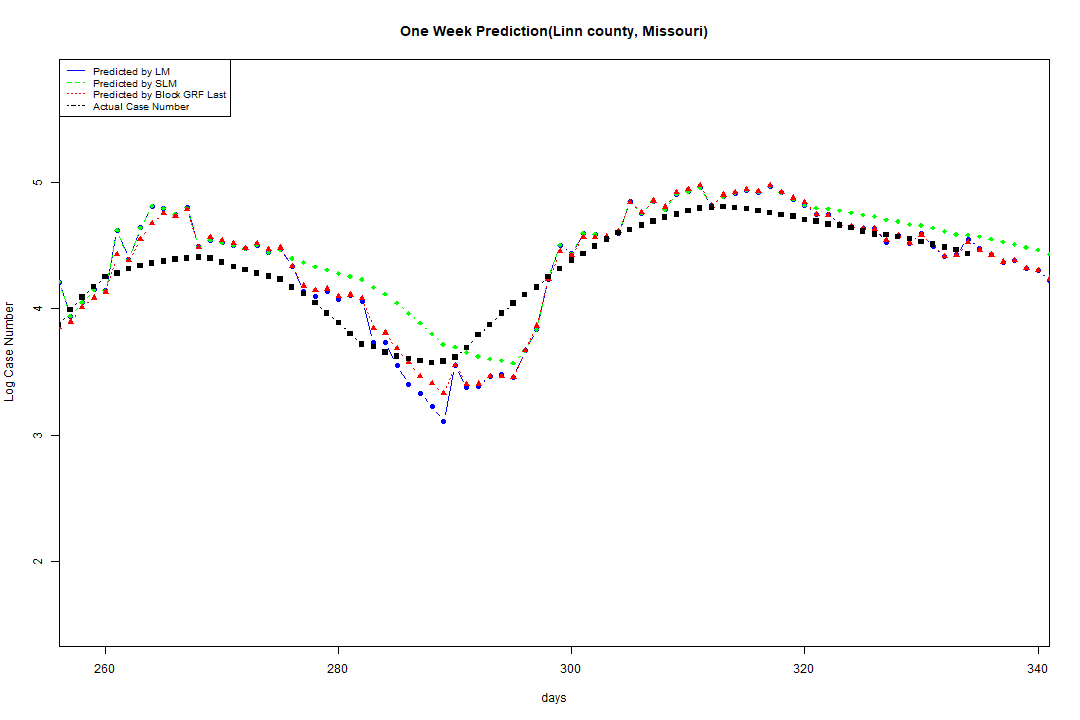 One Week Prediction(Linn county, Missouri)
Predicted by LM
Predicted by SLM
Predicted by Block GRF Last
Actual Case Number
5
4
3
2
Log Case Number
260
280
300
320
340
days